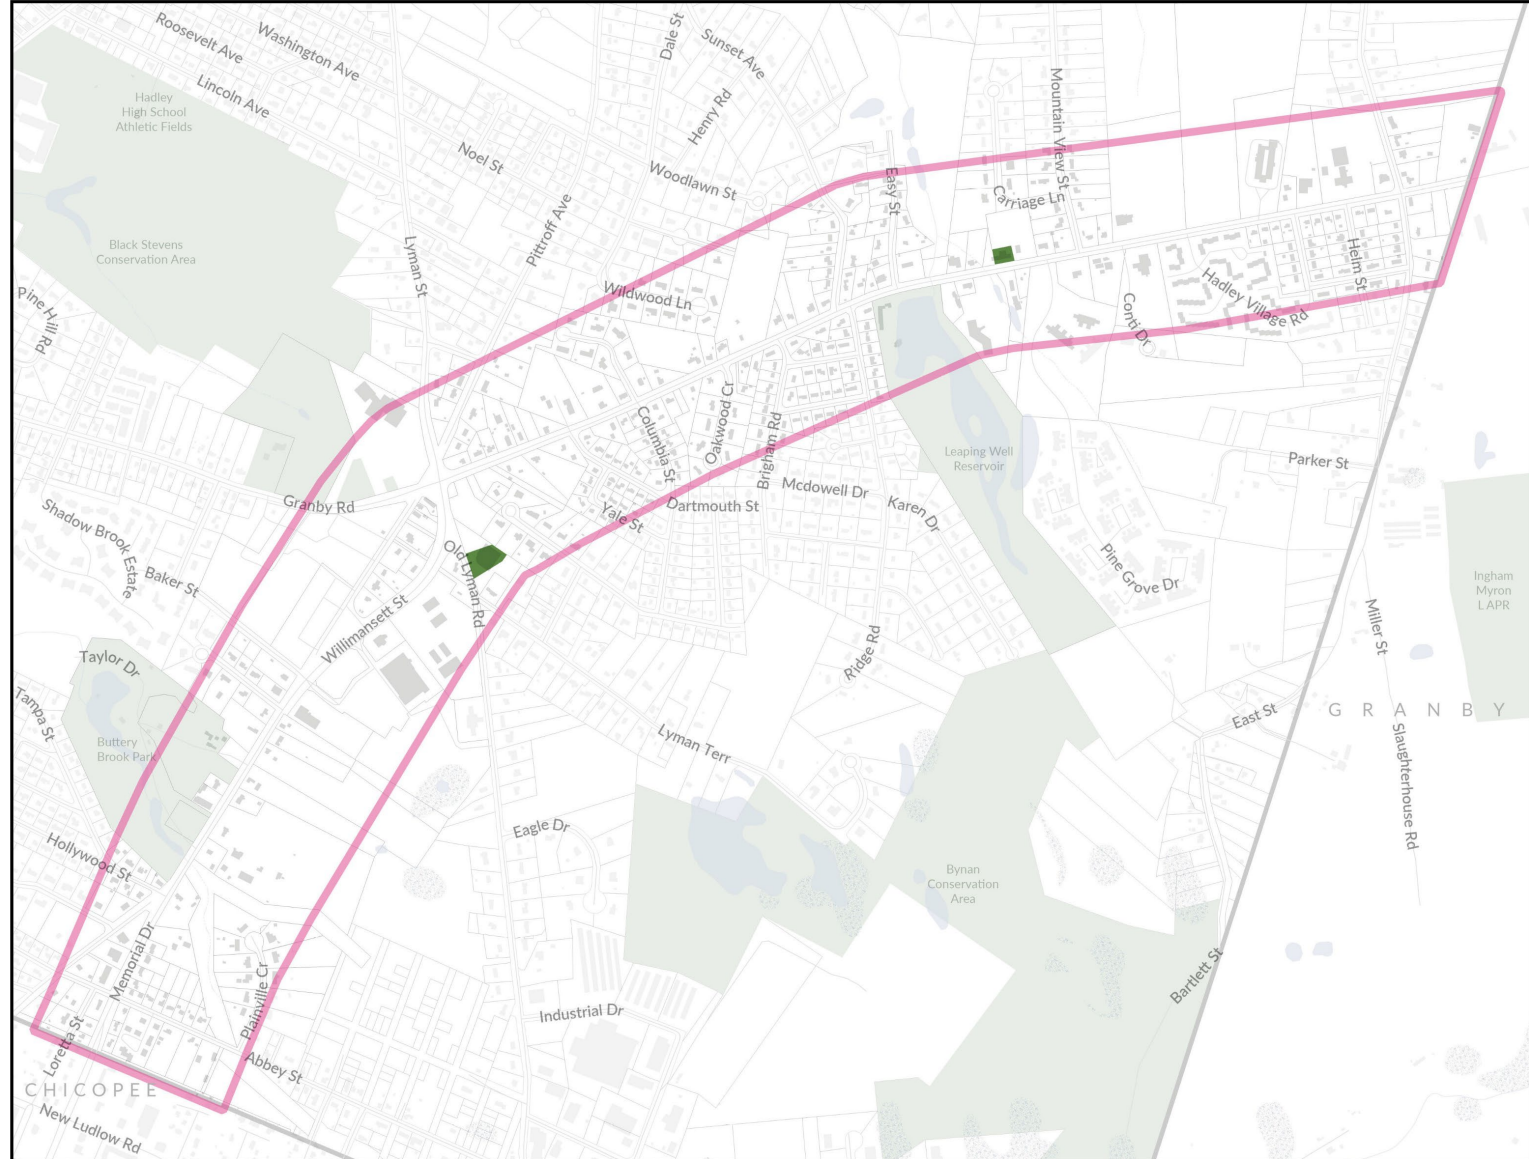 Roosevelt Ave
Washington Ave
Dale St
Sunset Ave
Lincoln Ave
Hadley
High School
Athletic Fields
Henry Rd
Mountain View St
Noel St
Woodlawn St
Easy St
Carriage Ln
Pittroff Ave
Black Stevens
Conservation Area
Lyman St
Helm St
Pine Hill Rd
Wildwood Ln
Hadley Village Rd
Conti Dr
Columbia St
Oakwood Cr
Brigham Rd
Leaping Well
Reservoir
Parker St
Mcdowell Dr
Granby Rd
Dartmouth St
Karen Dr
Yale St
Shadow Brook Estate
Old Lyman Rd
Baker St
Pine Grove Dr
Ingham
Myron
L APR
Willimansett St
Miller St
Ridge Rd
Taylor Dr
Tampa St
GRANBY
East St
Buttery
Brook Park
Lyman Terr
Slaughterhouse Rd
Eagle Dr
Hollywood St
Bynan
Conservation
Area
Memorial Dr
Bartlett St
Plainville Cr
Industrial Dr
Loretta St
Abbey St
CHICOPEE
New Ludlow Rd